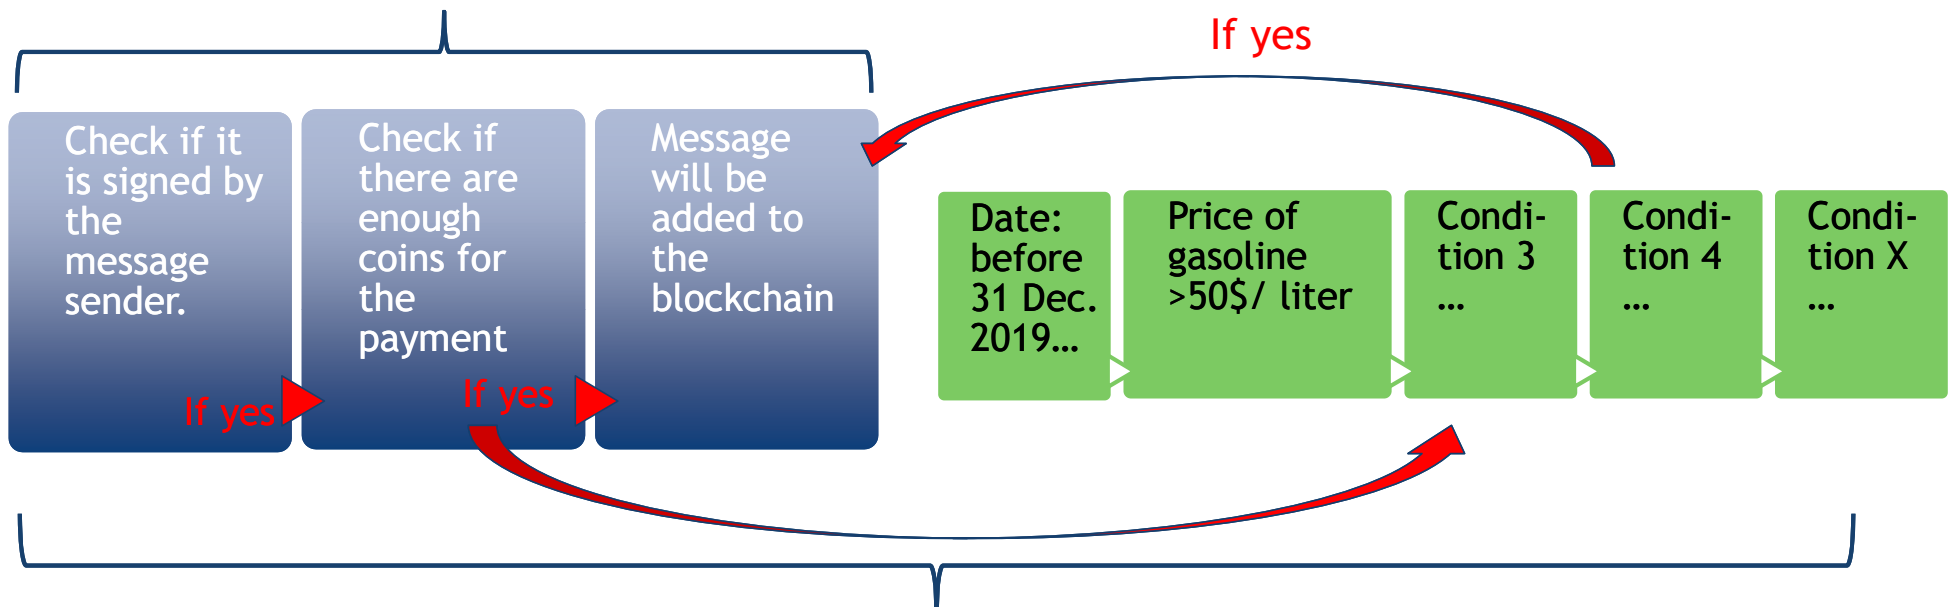 If yes
Check if it
is signed by
the
message
sender.
If yes
Check if
there are
enough
coins for
the
payment
If yes
Message
will be
added to
the
blockchain
Date:
before
31 Dec.
2019...
Price of
gasoline
>50$/ liter
Condi-
tion 3
...
Condi-
tion 4
...
Condi-
tion X
...